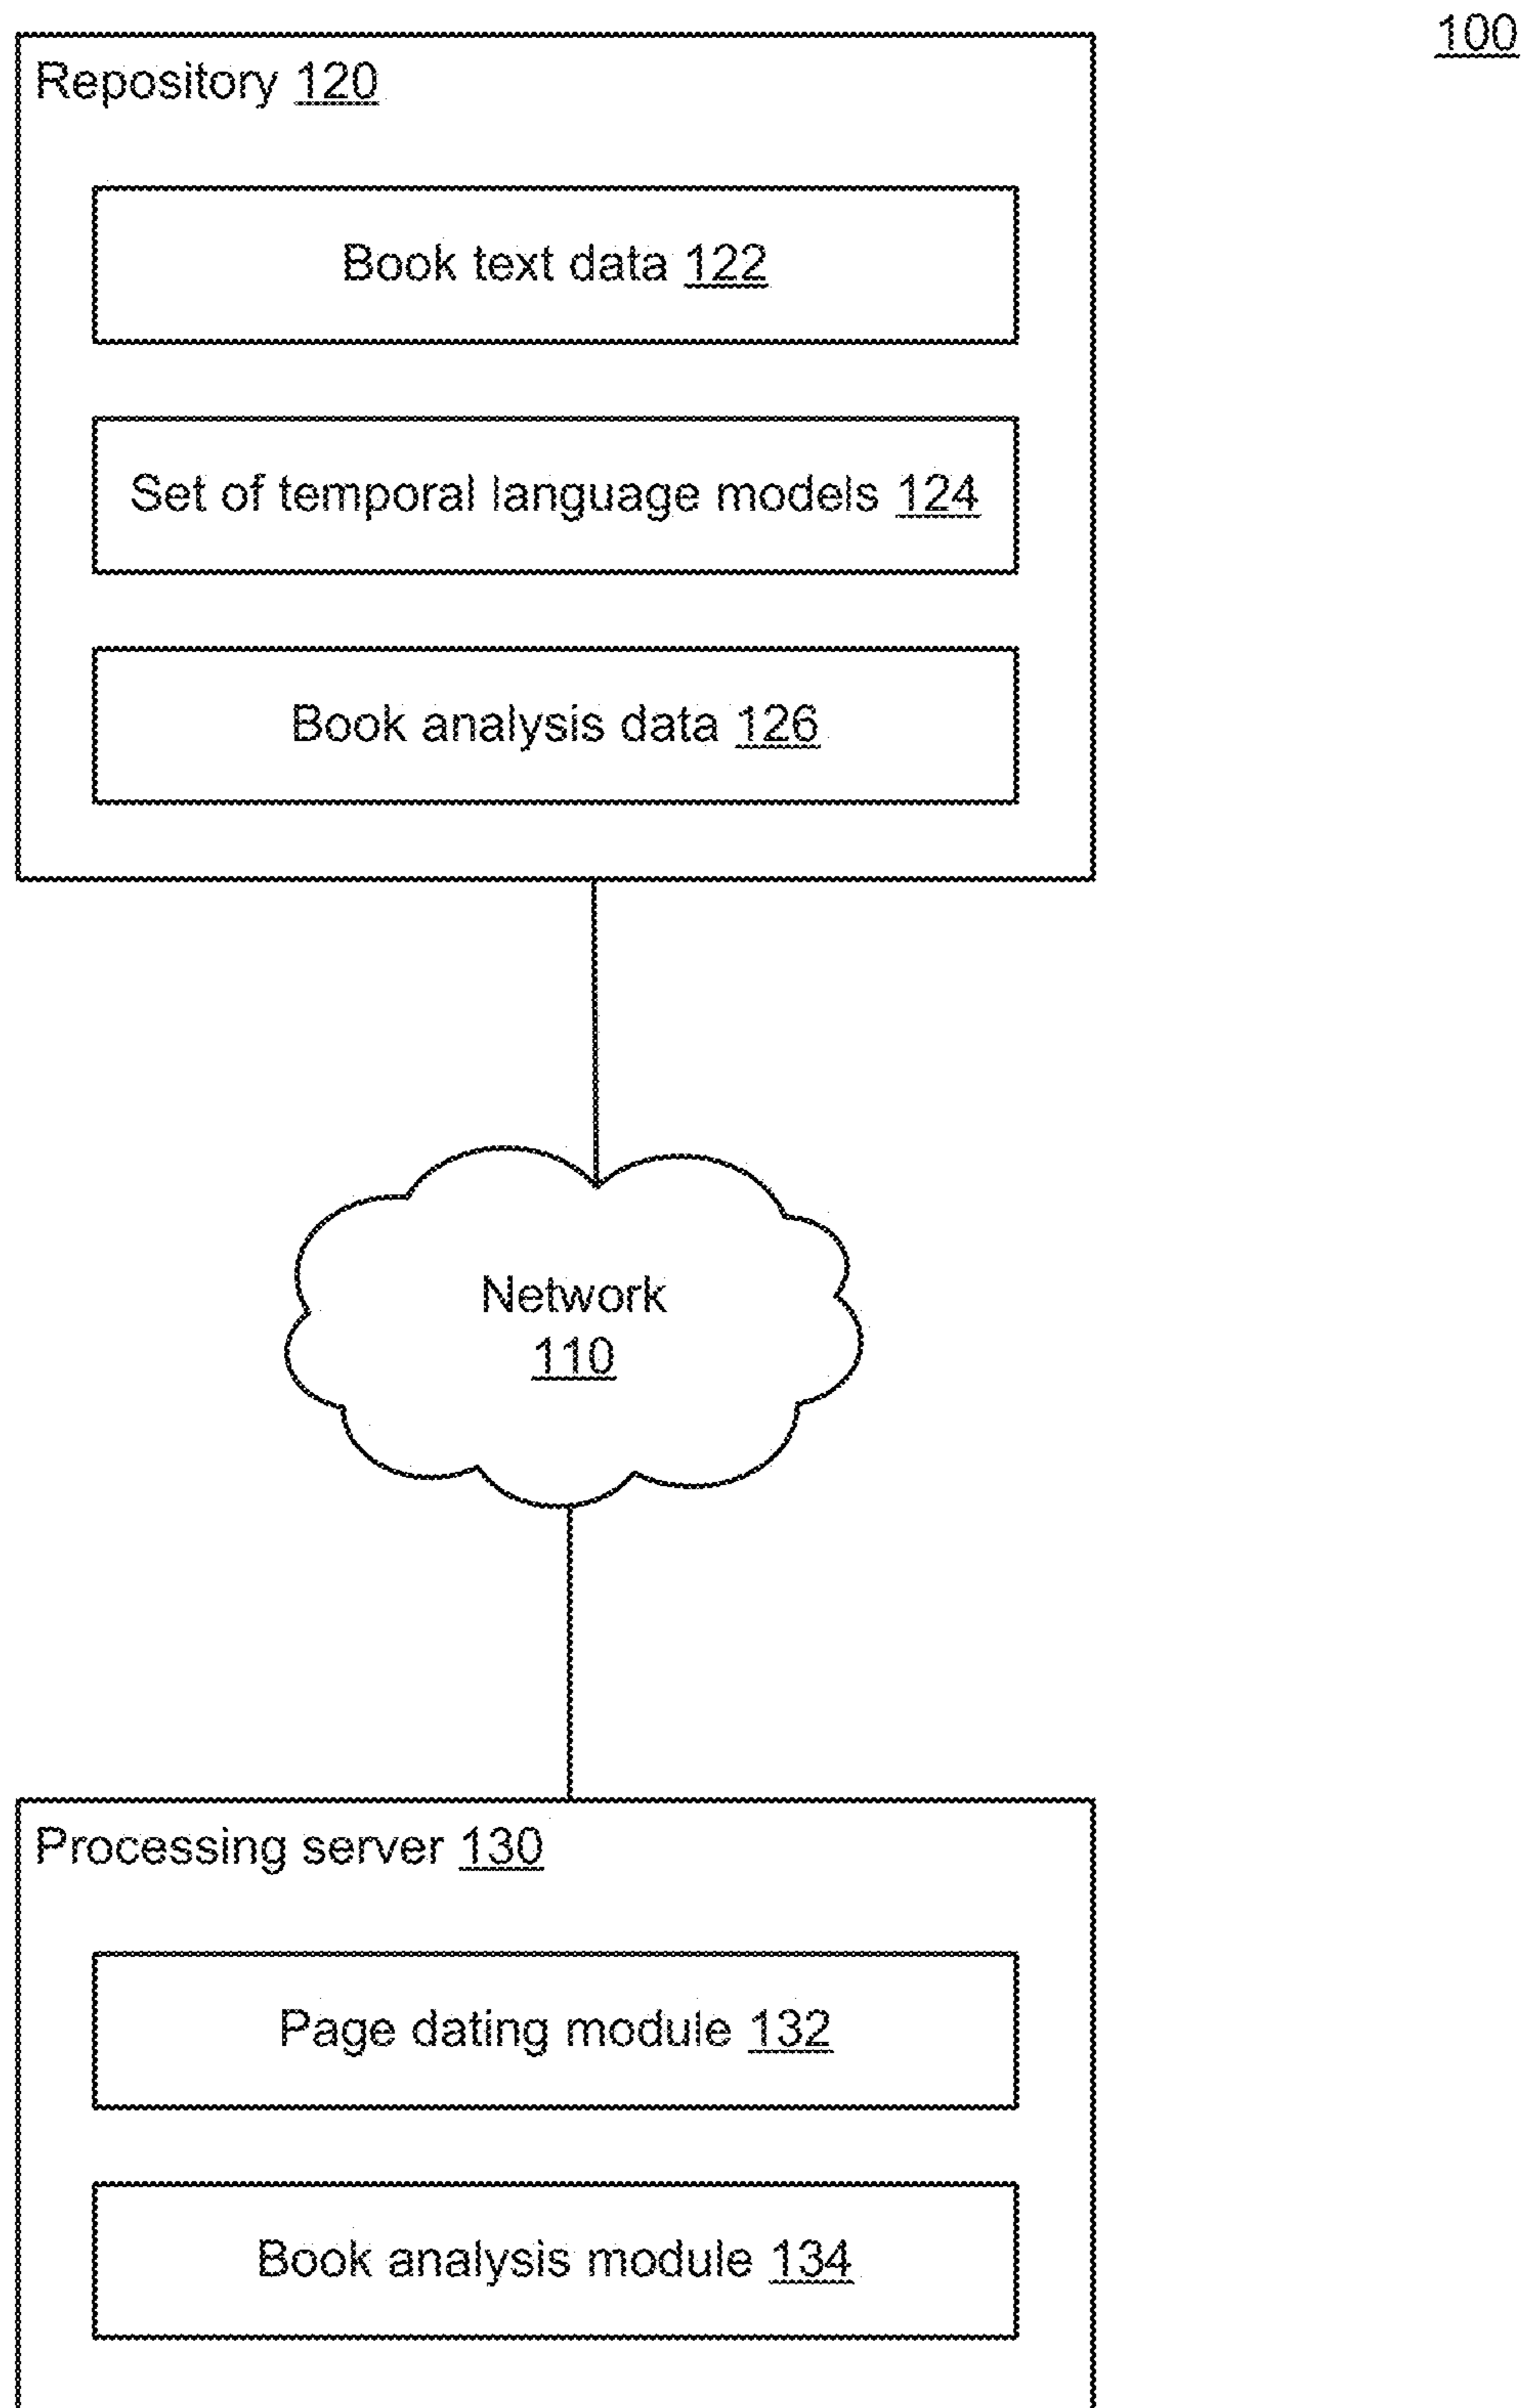 100
Repository 120
Book text data 122
Set of temporal language models 124
Book analysis data 126
Network
110
Processing server 130
Page dating module 132
Book analysis module 134